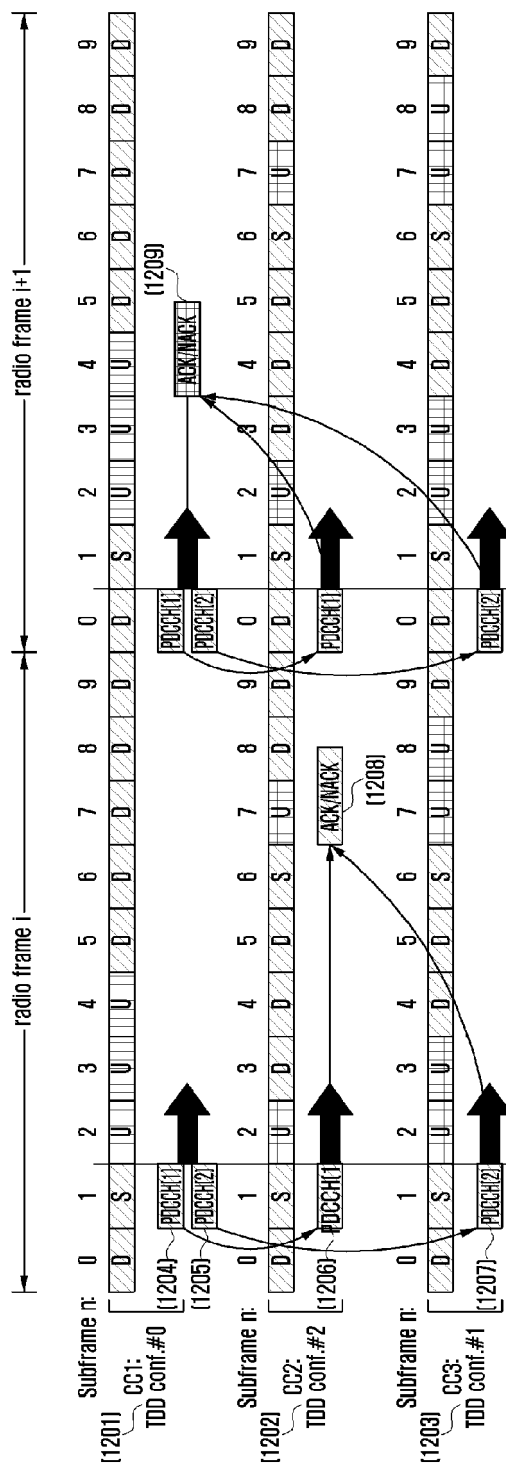 radio frame i
radio frame i+1
Subframe n: 0 1 2 3 4 5 6 7 8 9 0 1 2 3 4 5 6 7 8 9
[1201]
CC1:
TDD conf.#0
D S U U U D D D D D D S U U U D D D D D
PDCCH[1]
PDCCH[2]
[1204]
[1205]
PDCCH[1]
PDCCH[2]
ACK/NACK
[1209]
Subframe n: 0 1 2 3 4 5 6 7 8 9 0 1 2 3 4 5 6 7 8 9
[1202]
CC2:
TDD conf.#2
D S U D D D S U D D D S U D D D S U D D
[1206]
PDCCH[1]
ACK/NACK
[1208]
PDCCH[1]
Subframe n: 0 1 2 3 4 5 6 7 8 9 0 1 2 3 4 5 6 7 8 9
[1203]
CC3:
TDD conf.#1
D S U U D D S U U D D S U U D D S U U D
[1207]
PDCCH[2]
PDCCH[2]